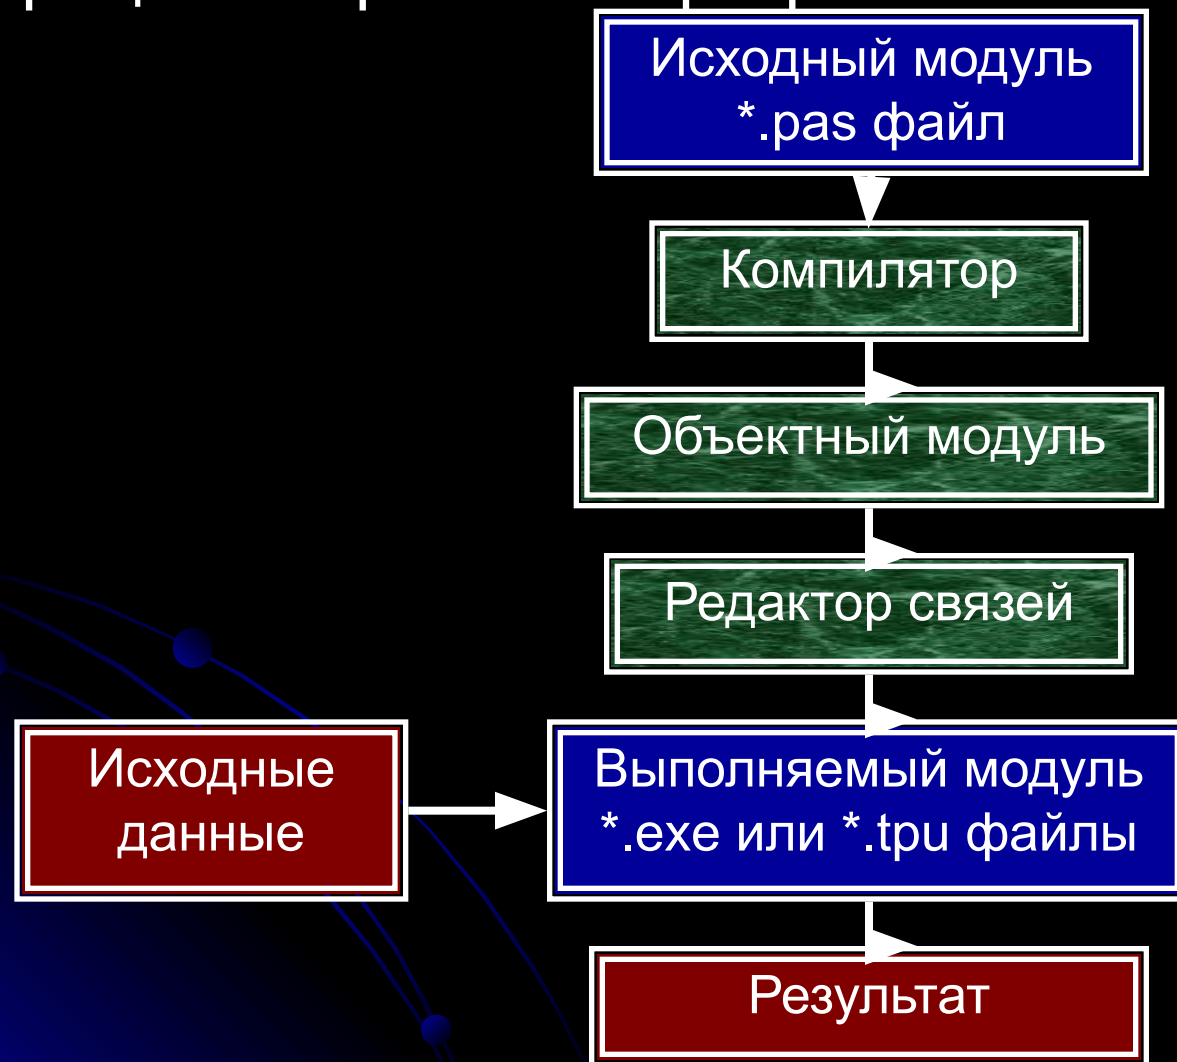 Исходный модуль
*.pas файл
Компилятор
Объектный модуль
Редактор связей
Исходные
данные
Выполняемый модуль
*.exe или *.tpu файлы
Результат